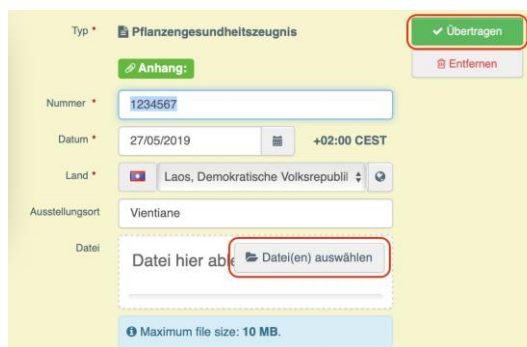 Typ * Pflanzengesundheitszeugnis
Übertragen
Anhang:
Entfernen
Nummer * 1234567
Datum * 27/05/2019 +02:00 CEST
Land * Laos, Demokratische Volksrepublil
Ausstellungsort Vientiane
Datei Datei hier able Datei(en) auswählen
Maximum file size: 10 MB.